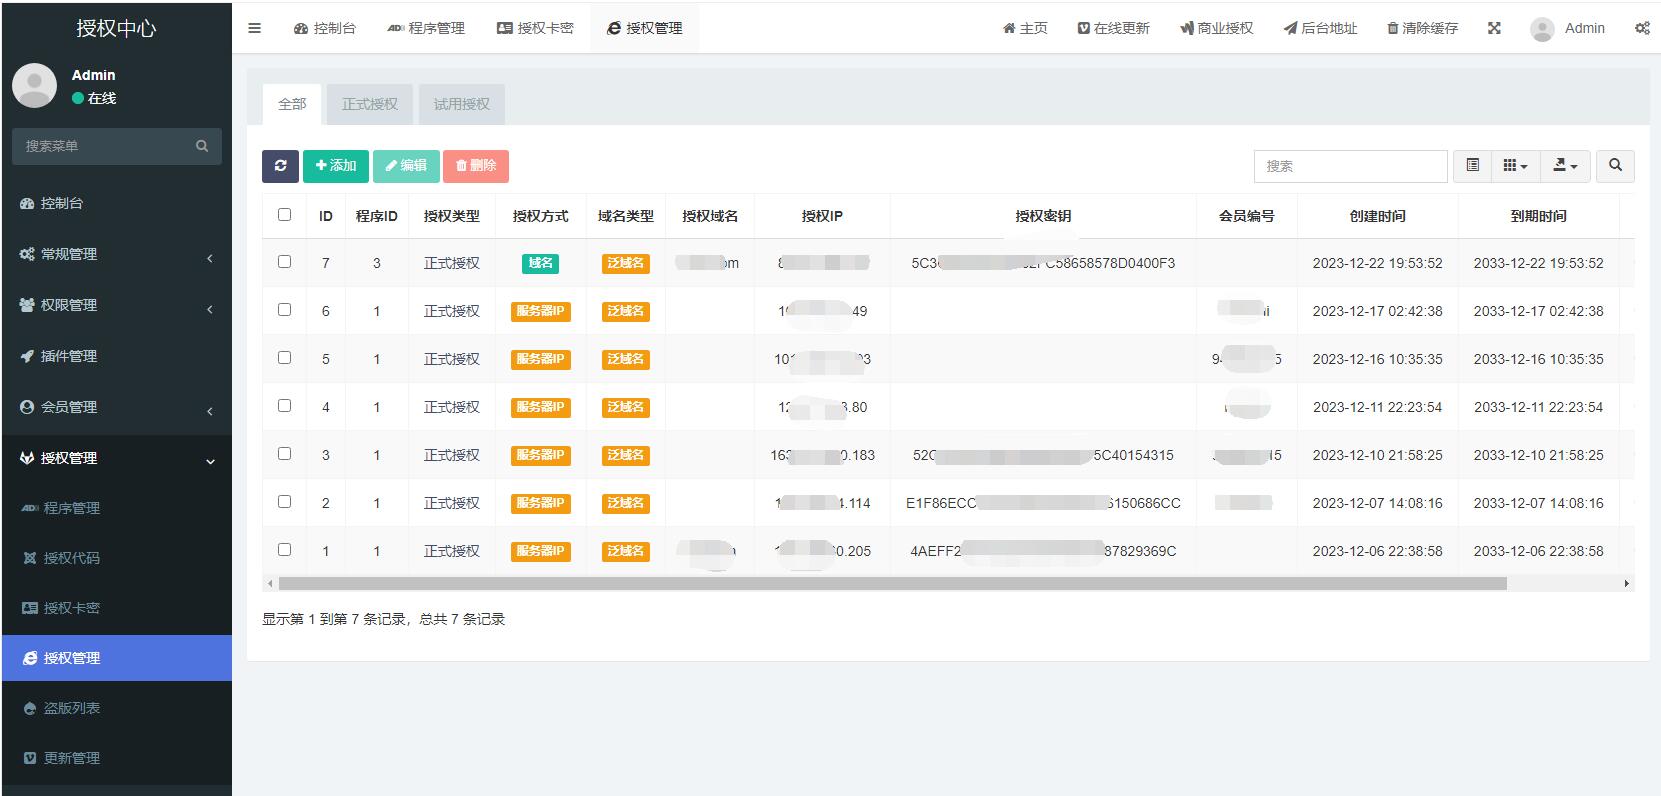 授权中心
控制台
程序管理
授权卡密
授权管理
主页
在线更新
商业授权
后台地址
清除缓存
Admin
Admin
在线
搜索菜单
控制台
常规管理
权限管理
插件管理
会员管理
授权管理
程序管理
授权代码
授权卡密
授权管理
盗版列表
更新管理
全部
正式授权
试用授权
添加
编辑
删除
搜索
ID 程序ID 授权类型 授权方式 域名类型 授权域名 授权IP 授权密钥 会员编号 创建时间 到期时间
7 3 正式授权 域名 泛域名 om 8 5C3 C58658578D0400F3 2023-12-22 19:53:52 2033-12-22 19:53:52
6 1 正式授权 服务器IP 泛域名 1 49 i 2023-12-17 02:42:38 2033-12-17 02:42:38
5 1 正式授权 服务器IP 泛域名 10 3 9 5 2023-12-16 10:35:35 2033-12-16 10:35:35
4 1 正式授权 服务器IP 泛域名 12 3.80 2023-12-11 22:23:54 2033-12-11 22:23:54
3 1 正式授权 服务器IP 泛域名 163 0.183 52C 5C40154315 15 2023-12-10 21:58:25 2033-12-10 21:58:25
2 1 正式授权 服务器IP 泛域名 1 4.114 E1F86ECC 6150686CC 2023-12-07 14:08:16 2033-12-07 14:08:16
1 1 正式授权 服务器IP 泛域名 1 0.205 4AEFF2 87829369C 2023-12-06 22:38:58 2033-12-06 22:38:58
显示第 1 到第 7 条记录，总共 7 条记录